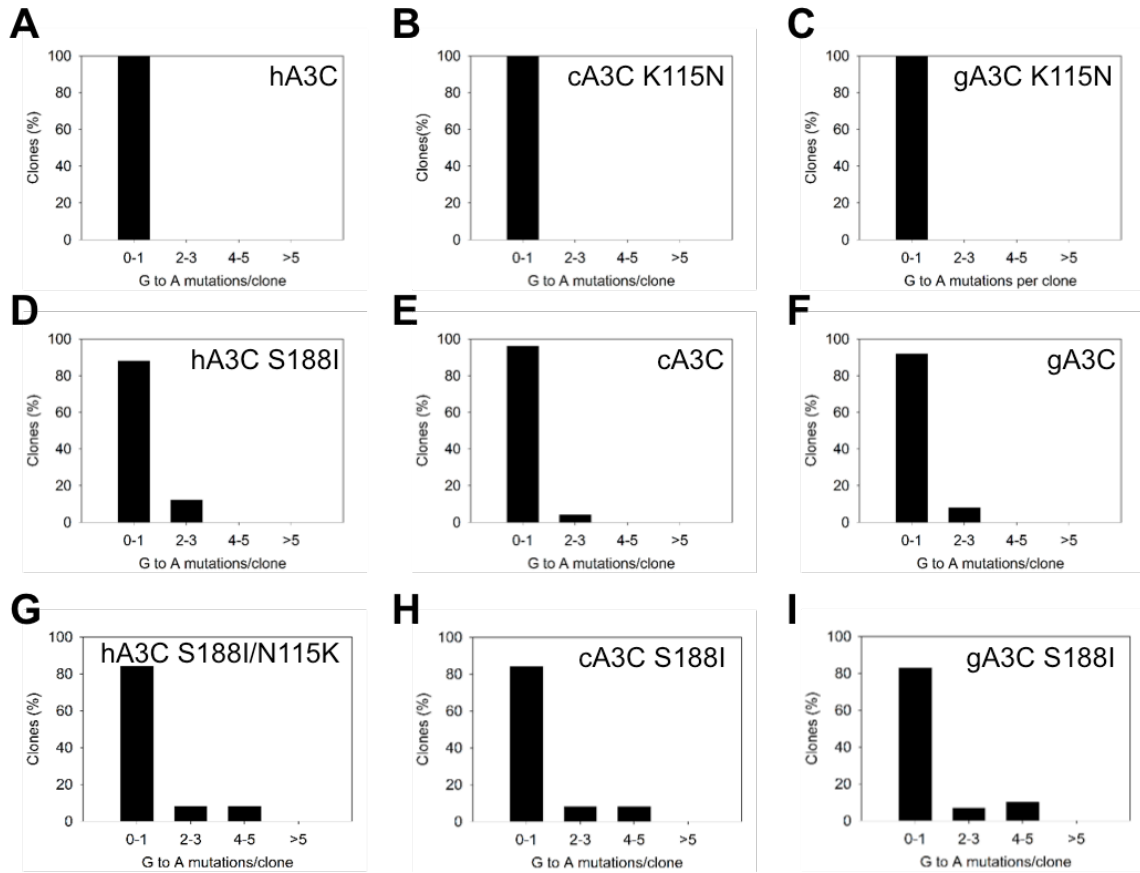 A
hA3C
Clones (%)
100
80
60
40
20
0
0-1 2-3 4-5 >5
G to A mutations/clone
B
cA3C K115N
Clones(%)
100
80
60
40
20
0
0-1 2-3 4-5 >5
G to A mutations/clone
C
gA3C K115N
Clones (%)
100
80
60
40
20
0
0-1 2-3 4-5 >5
G to A mutations per clone
D
hA3C S188I
Clones (%)
100
80
60
40
20
0
0-1 2-3 4-5 >5
G to A mutations/clone
E
cA3C
Clones (%)
100
80
60
40
20
0
0-1 2-3 4-5 >5
G to A mutations/clone
F
gA3C
Clones (%)
100
80
60
40
20
0
0-1 2-3 4-5 >5
G to A mutations/clone
G
hA3C S188I/N115K
Clones (%)
100
80
60
40
20
0
0-1 2-3 4-5 >5
G to A mutations/clone
H
cA3C S188I
Clones (%)
100
80
60
40
20
0
0-1 2-3 4-5 >5
G to A mutations/clone
I
gA3C S188I
Clones (%)
100
80
60
40
20
0
0-1 2-3 4-5 >5
G to A mutations/clone